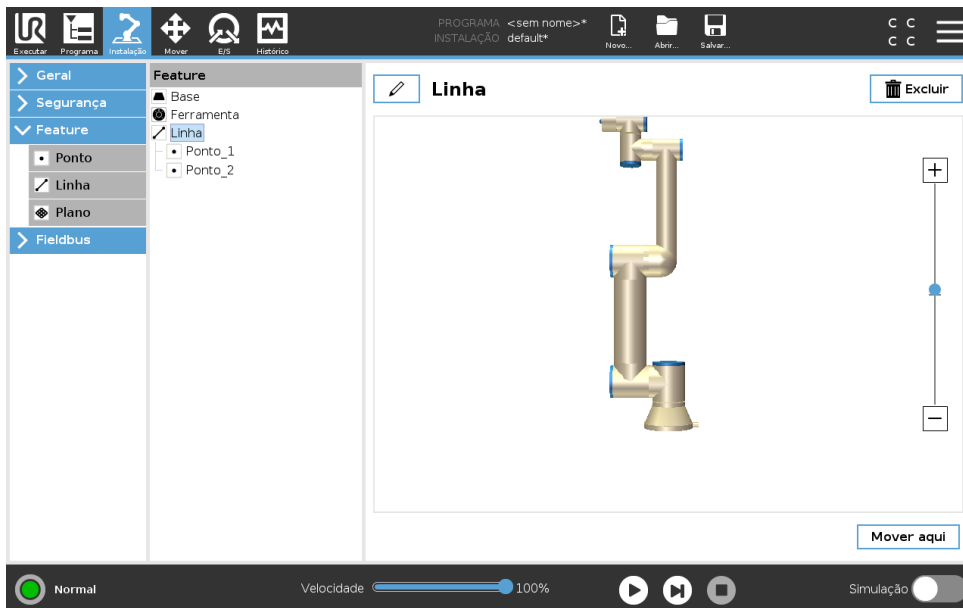 UR
PROGRAMA <sem nome>*
INSTALAÇÃO default*
Executar Programa Instalação Mover E/S Histórico Novo... Abrir... Salvar...
C C
C C
Geral
Segurança
Feature
Ponto
Linha
Plano
Fieldbus
Feature
Base
Ferramenta
Linha
Ponto_1
Ponto_2
Linha
Excluir
Mover aqui
Normal
Velocidade 100%
Simulação